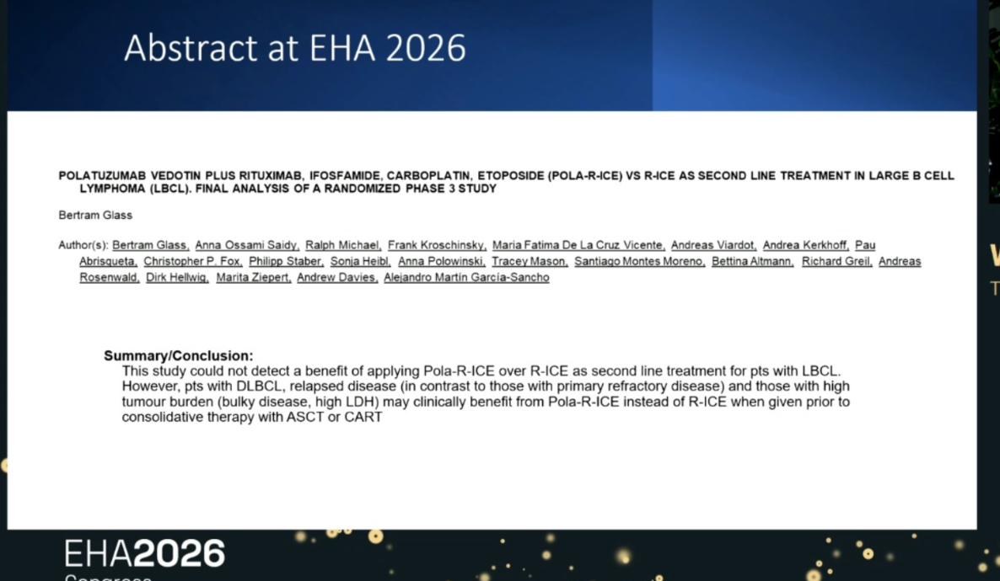 Abstract at EHA 2026
POLATUZUMAB VEDOTIN PLUS RITUXIMAB, IFOSFAMIDE, CARBOPLATIN, ETOPOSIDE (POLA-R-ICE) VS R-ICE AS SECOND LINE TREATMENT IN LARGE B CELL
LYMPHOMA (LBCL). FINAL ANALYSIS OF A RANDOMIZED PHASE 3 STUDY
Bertram Glass
Author(s): Bertram Glass, Anna Ossami Saidy, Ralph Michael, Frank Kroschinsky, Maria Fatima De La Cruz Vicente, Andreas Viardot, Andrea Kerkhoff, Pau
Abrisqueta, Christopher P. Fox, Philipp Staber, Sonja Heibl, Anna Polowinski, Tracey Mason, Santiago Montes Moreno, Bettina Altmann, Richard Greil, Andreas
Rosenwald, Dirk Hellwig, Marita Ziepert, Andrew Davies, Alejandro Martín García-Sancho
Summary/Conclusion:
This study could not detect a benefit of applying Pola-R-ICE over R-ICE as second line treatment for pts with LBCL.
However, pts with DLBCL, relapsed disease (in contrast to those with primary refractory disease) and those with high
tumour burden (bulky disease, high LDH) may clinically benefit from Pola-R-ICE instead of R-ICE when given prior to
consolidative therapy with ASCT or CART
EHA2026
Congress